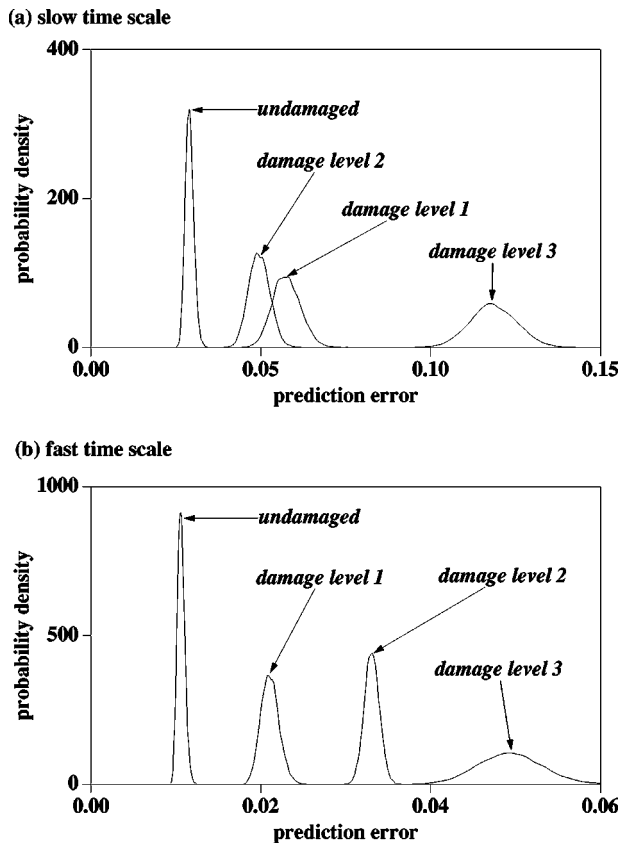 (a) slow time scale
400
200
0
probability density
undamaged
damage level 2
damage level 1
damage level 3
0.00
0.05
0.10
0.15
prediction error
(b) fast time scale
1000
500
0
probability density
undamaged
damage level 1
damage level 2
damage level 3
0.00
0.02
0.04
0.06
prediction error